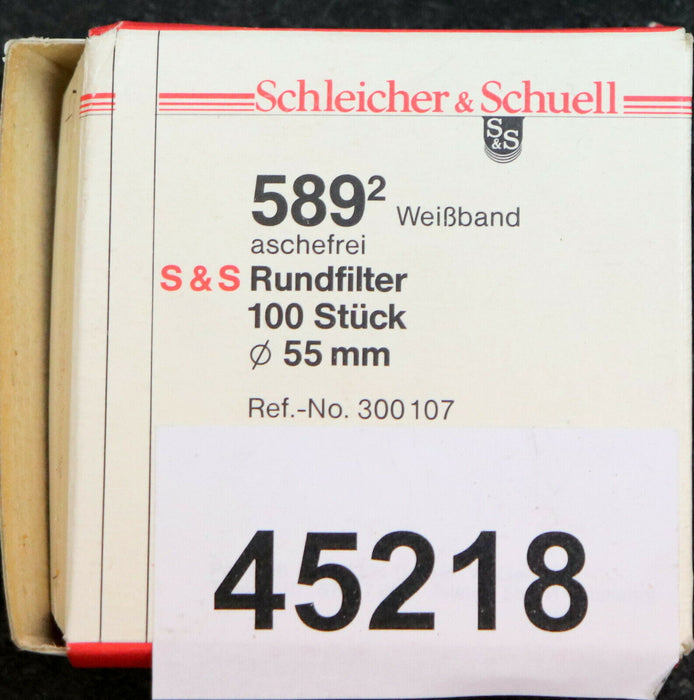 Schleicher & Schuell
S&S
589² Weißband
aschefrei
S & S Rundfilter
100 Stück
⌀ 55 mm
Ref.-No. 300107
45218